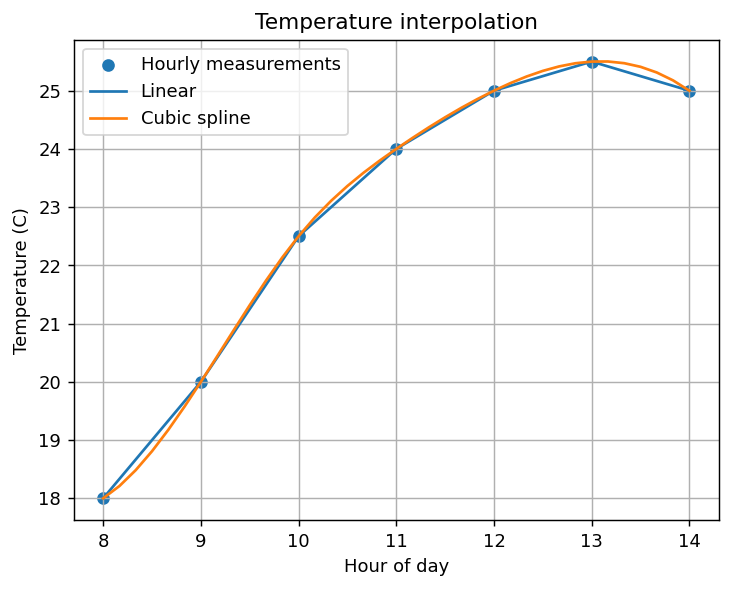 Temperature interpolation
Hourly measurements
Linear
Cubic spline
Temperature (C)
25
24
23
22
21
20
19
18
8 9 10 11 12 13 14
Hour of day